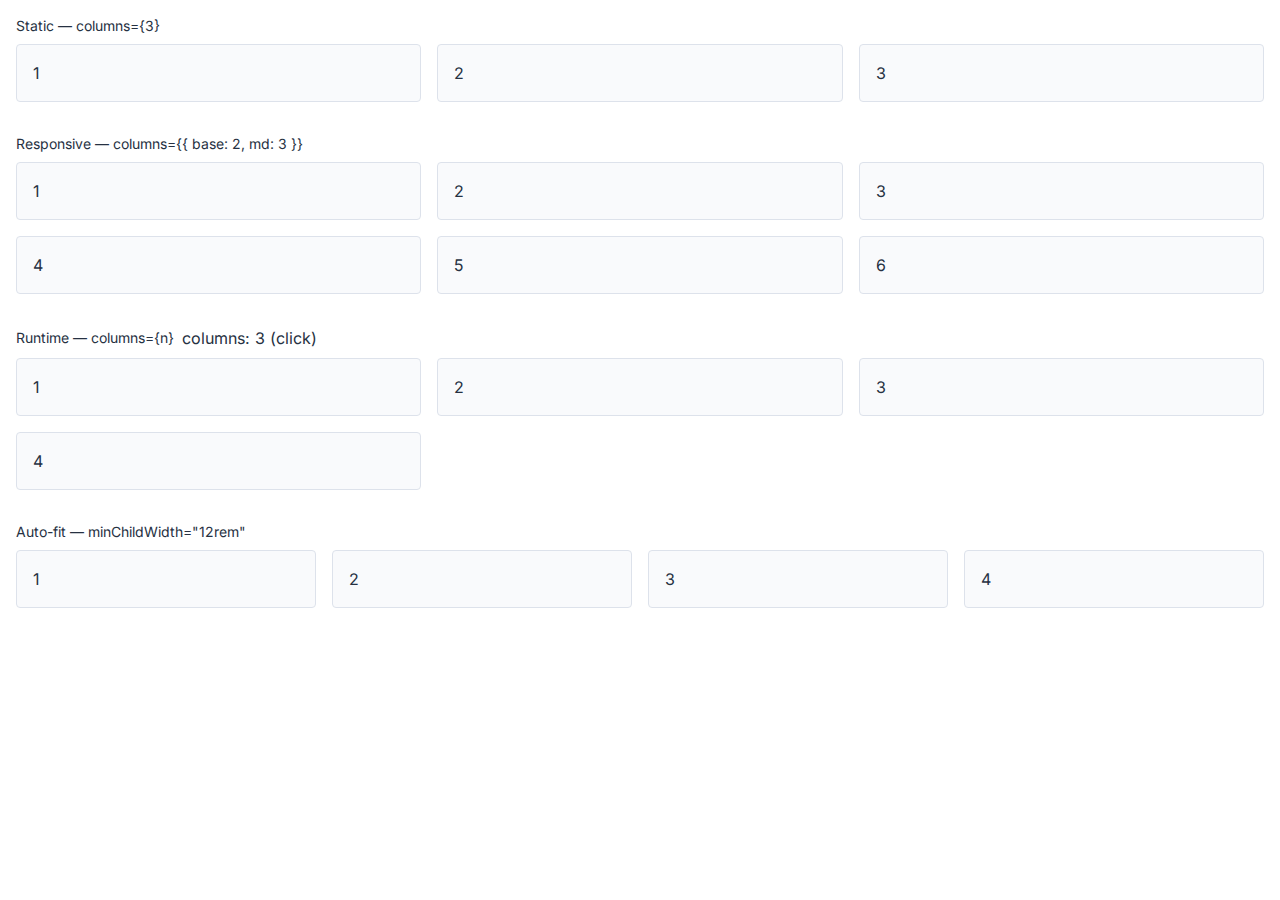 Static — columns={3}
1 2 3
Responsive — columns={{ base: 2, md: 3 }}
1 2 3
4 5 6
Runtime — columns={n} columns: 3 (click)
1 2 3
4
Auto-fit — minChildWidth="12rem"
1 2 3 4